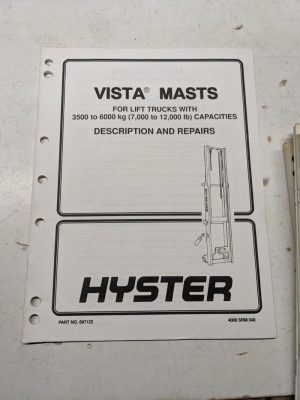 VISTA® MASTS
FOR LIFT TRUCKS WITH
3500 to 6000 kg (7,000 to 12,000 lb) CAPACITIES
DESCRIPTION AND REPAIRS
HYSTER
PART NO. 897122
4000 SRM 340